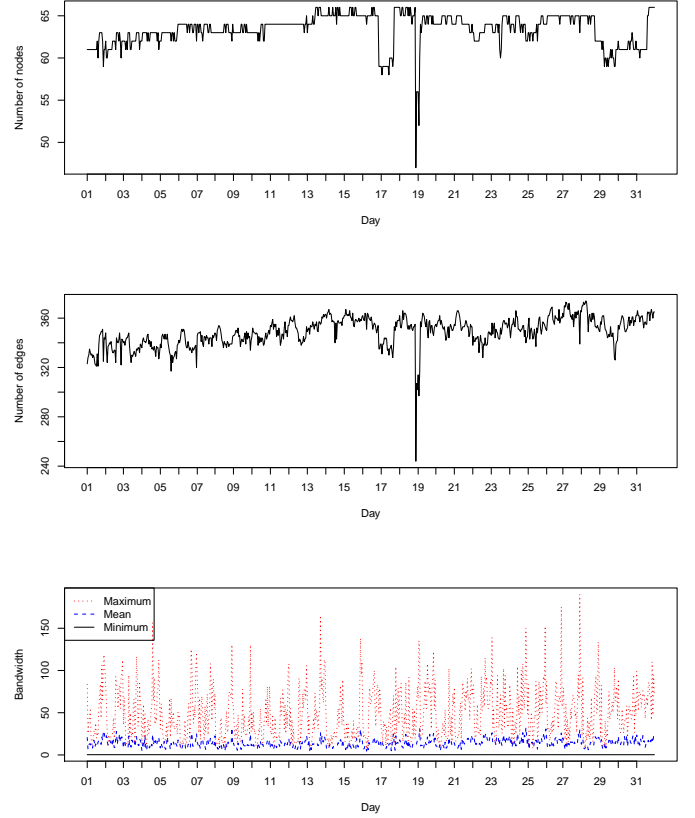 Number of nodes
65
60
55
50
01 03 05 07 09 11 13 15 17 19 21 23 25 27 29 31
Day
Number of edges
360
320
280
240
01 03 05 07 09 11 13 15 17 19 21 23 25 27 29 31
Day
Bandwidth
150
100
50
0
Maximum
Mean
Minimum
01 03 05 07 09 11 13 15 17 19 21 23 25 27 29 31
Day